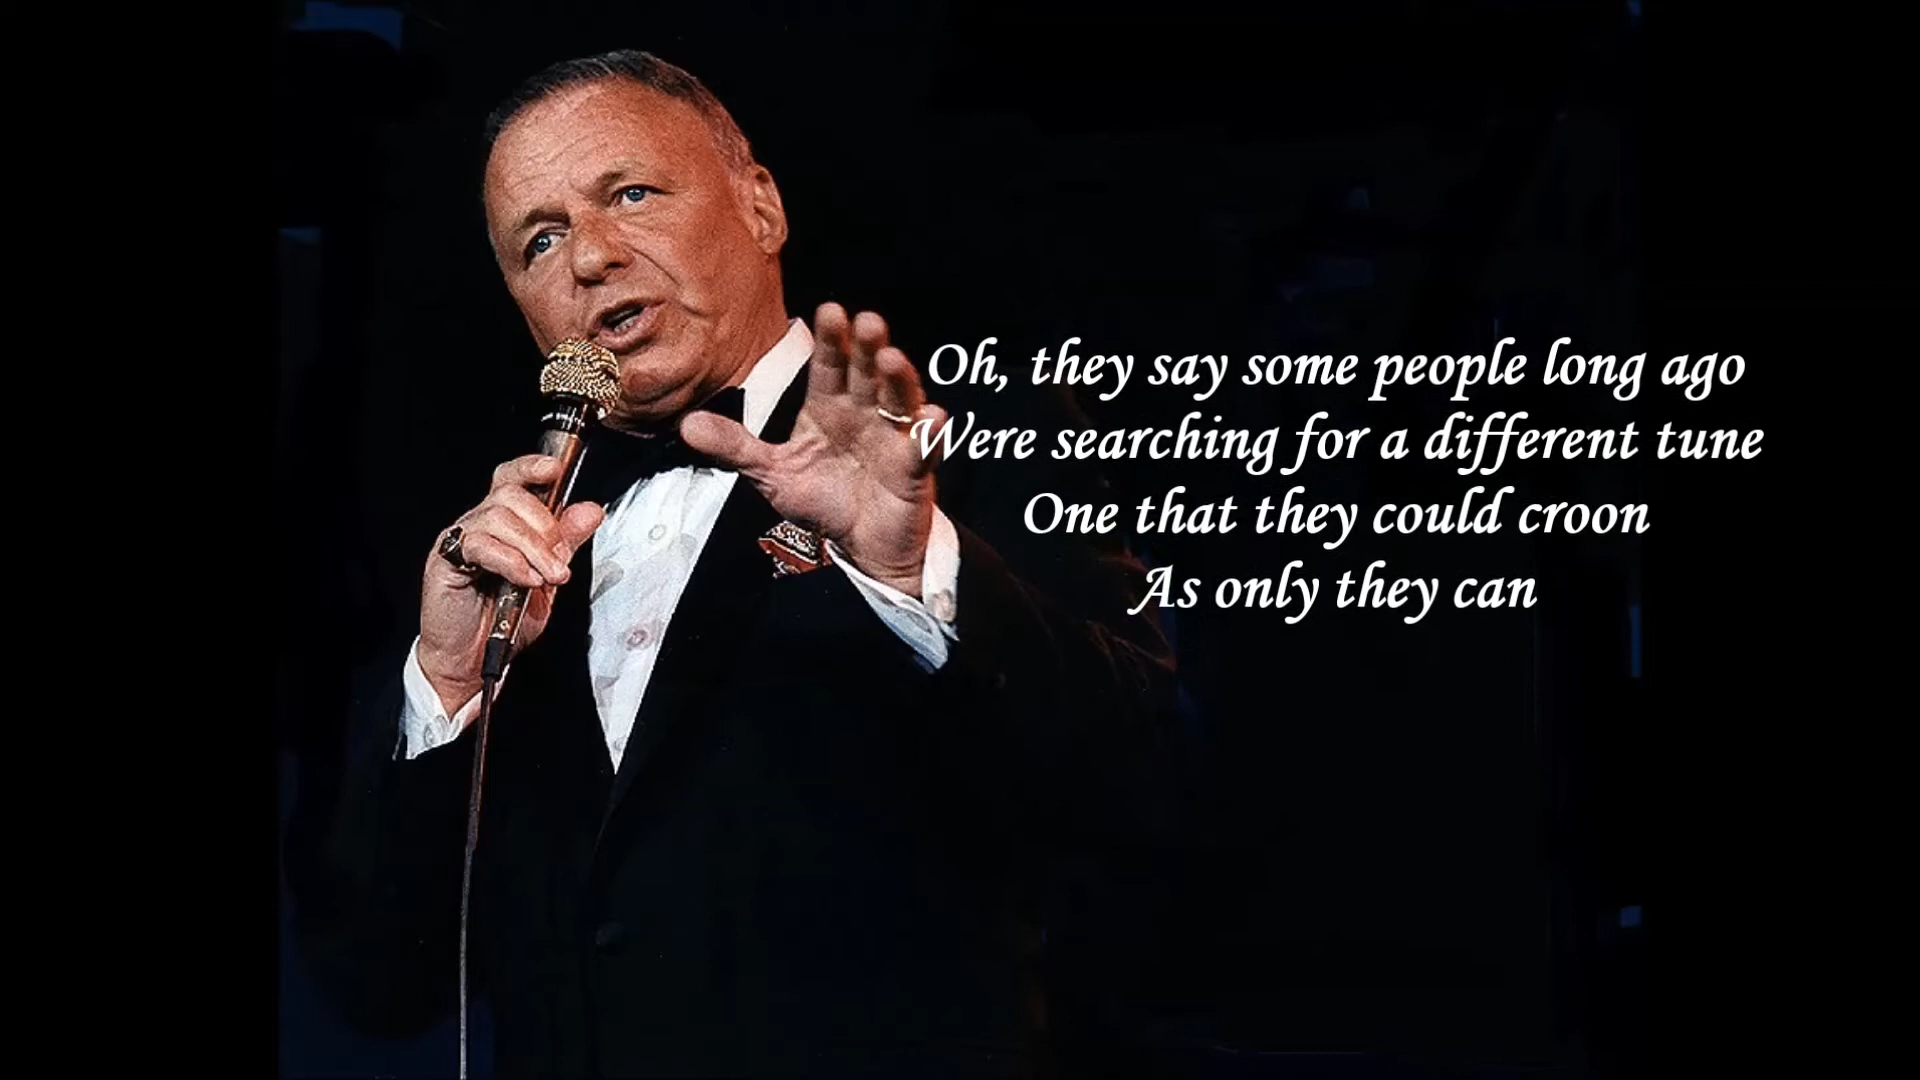 Oh, they say some people long ago
Were searching for a different tune
One that they could croon
As only they can